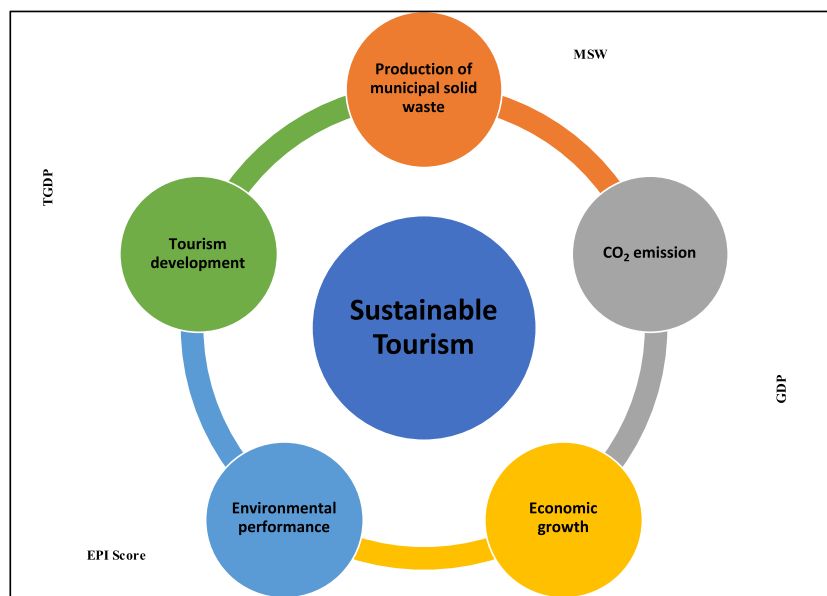 MSW
Production of
municipal solid
waste
TGDP
Tourism
development
CO₂ emission
Sustainable
Tourism
GDP
Environmental
performance
Economic
growth
EPI Score